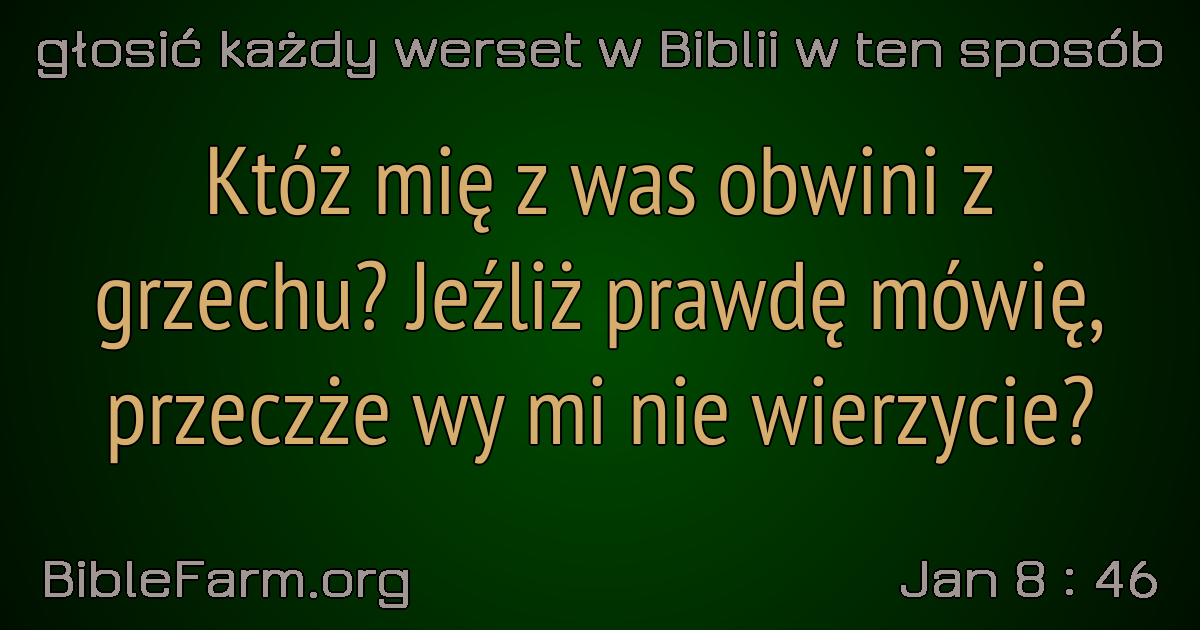 głosić każdy werset w Biblii w ten sposób
Któż mię z was obwini z
grzechu? Jeźliż prawdę mówię,
przeczże wy mi nie wierzycie?
BibleFarm.org
Jan 8 : 46